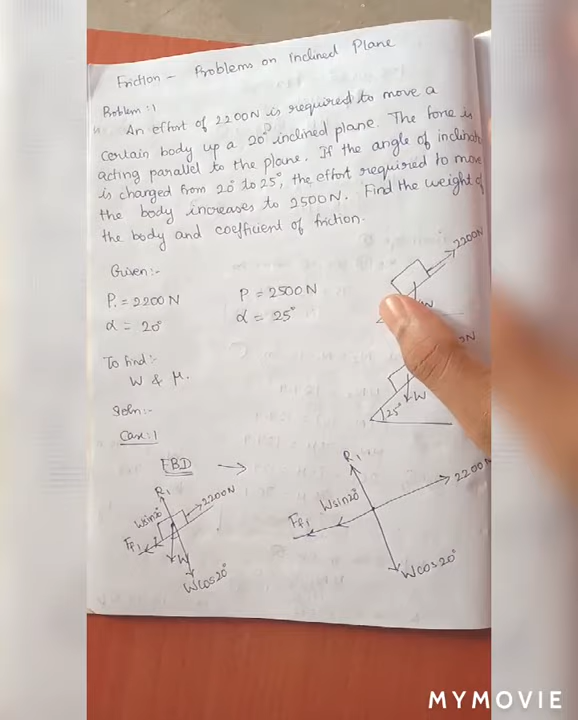 Friction - Problems on Inclined Plane
Problem : 1
An effort of 2200N is required to move a
certain body up a 20° inclined plane. The force is
acting parallel to the plane. If the angle of
is changed from 20° to 25°, the effort required to move
the body increases to 2500N. Find the weight of
the body and coefficient of friction.
Given:-
P. = 2200 N
P = 2500 N
α = 20°
α = 25°
To find:-
W & μ.
Soln:-
Case:1
FBD
2200N
W
25°
W
R1
Wsin20°
2200N
Ff1
W
Wcos20°
R1
Wsin20°
2200N
Ff1
Wcos20°
MYMOVIE